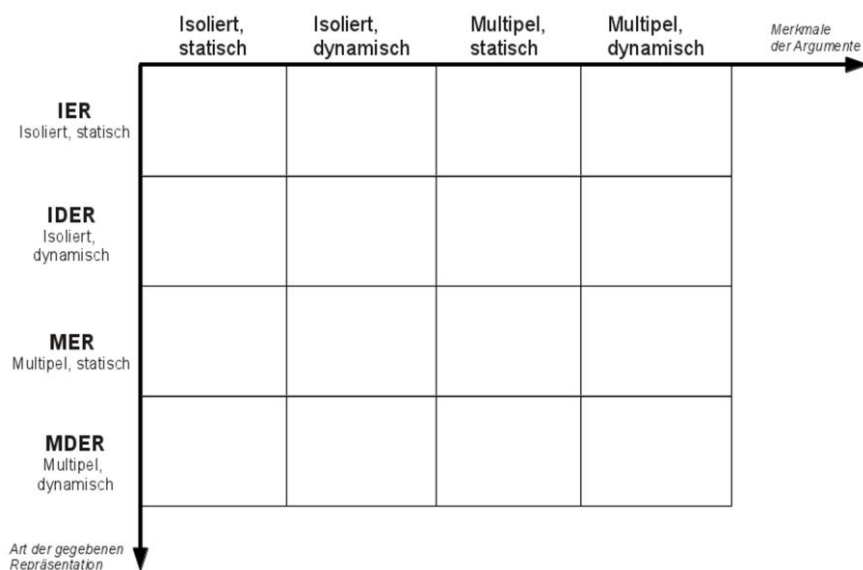 Isoliert,
statisch
Isoliert,
dynamisch
Multipel,
statisch
Multipel,
dynamisch
Merkmale
der Argumente
IER
Isoliert, statisch
IDER
Isoliert,
dynamisch
MER
Multipel, statisch
MDER
Multipel,
dynamisch
Art der gegebenen
Repräsentation